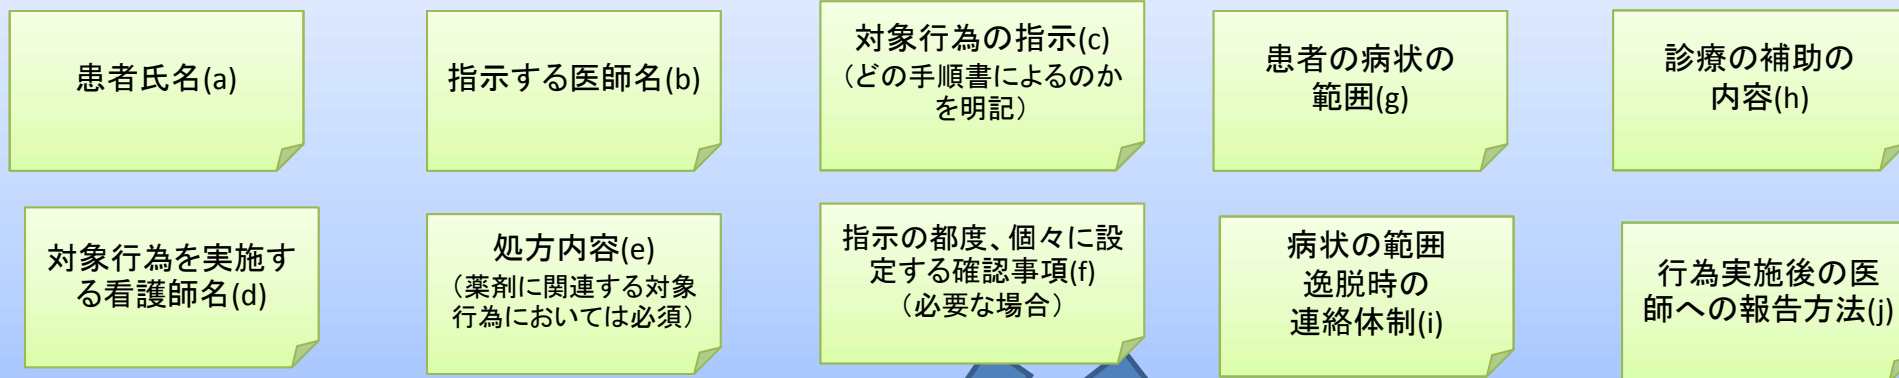 患者氏名(a)
指示する医師名(b)
対象行為の指示(c)
（どの手順書によるのか
を明記）
患者の病状の
範囲(g)
診療の補助の
内容(h)
対象行為を実施す
る看護師名(d)
処方内容(e)
（薬剤に関連する対象
行為においては必須）
指示の都度、個々に設
定する確認事項(f)
（必要な場合）
病状の範囲
逸脱時の
連絡体制(i)
行為実施後の医
師への報告方法(j)